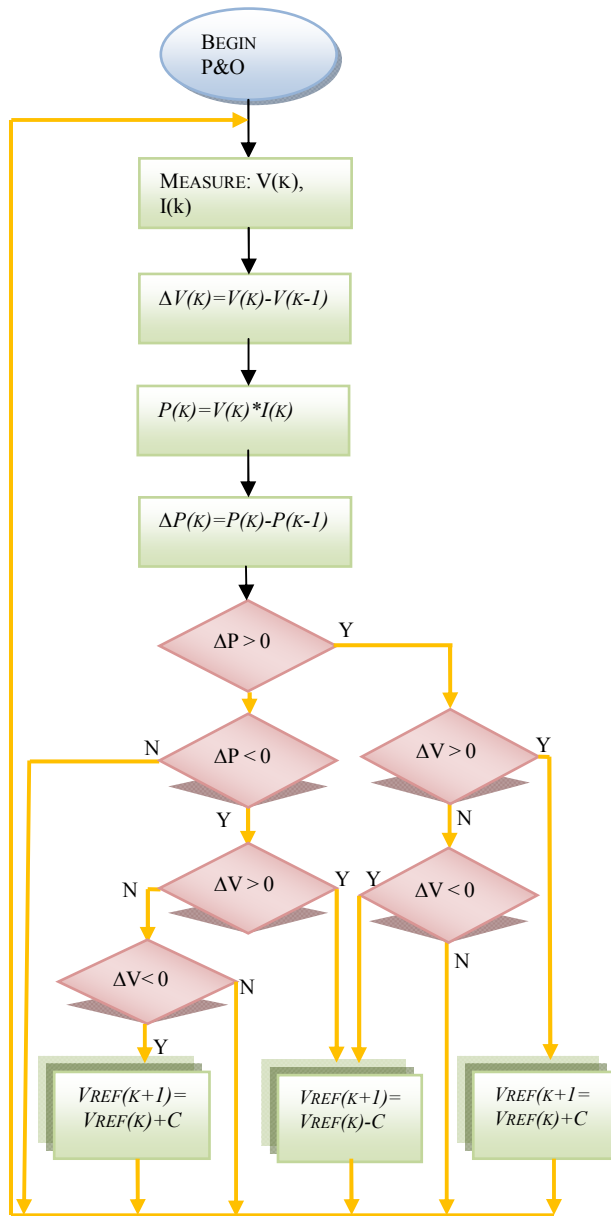 BEGIN
P&O
MEASURE: V(K),
I(k)
ΔV(K)=V(K)-V(K-1)
P(K)=V(K)*I(K)
ΔP(K)=P(K)-P(K-1)
ΔP > 0
Y
N
ΔP < 0
ΔV > 0
Y
Y
N
N
ΔV > 0
Y
Y
ΔV < 0
ΔV< 0
N
N
Y
VREF(K+1)=
VREF(K)+C
VREF(K+1)=
VREF(K)-C
VREF(K+1=
VREF(K)+C